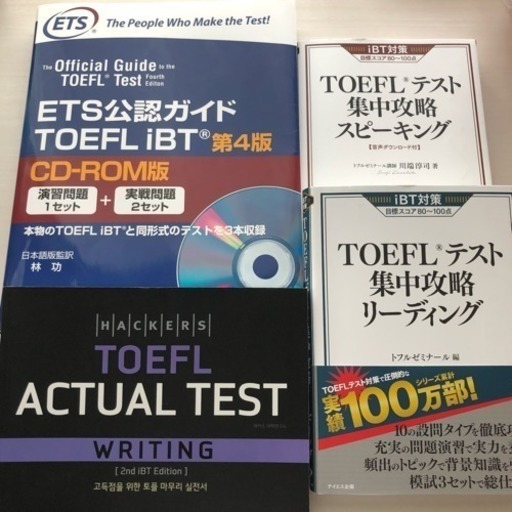 ETS
The People Who Make the Test!
The Official Guide to the
TOEFL® Test Fourth Edition
ETS公認ガイド
TOEFL iBT® 第4版
CD-ROM版
演習問題 1セット + 実戦問題 2セット
本物のTOEFL iBT®と同形式のテストを3本収録
日本語版監訳
林 功
iBT対策
目標スコア80~100点
TOEFL®テスト
集中攻略
スピーキング
【音声ダウンロード付】
トフルゼミナール講師 川端淳司 著
HACKERS
TOEFL
ACTUAL TEST
WRITING
[ 2nd iBT Edition ]
고득점을 위한 토플 마무리 실전서
TOEFL
iBT対策
目標スコア80~100点
TOEFL®テスト
集中攻略
リーディング
トフルゼミナール 編
TOEFLテスト対策で圧倒的な
実績 シリーズ累計
100万部!
10の設問タイプを徹底攻
充実の問題演習で実力を
頻出のトピックで背景知識を
模試3セットで総仕
テイエス出版